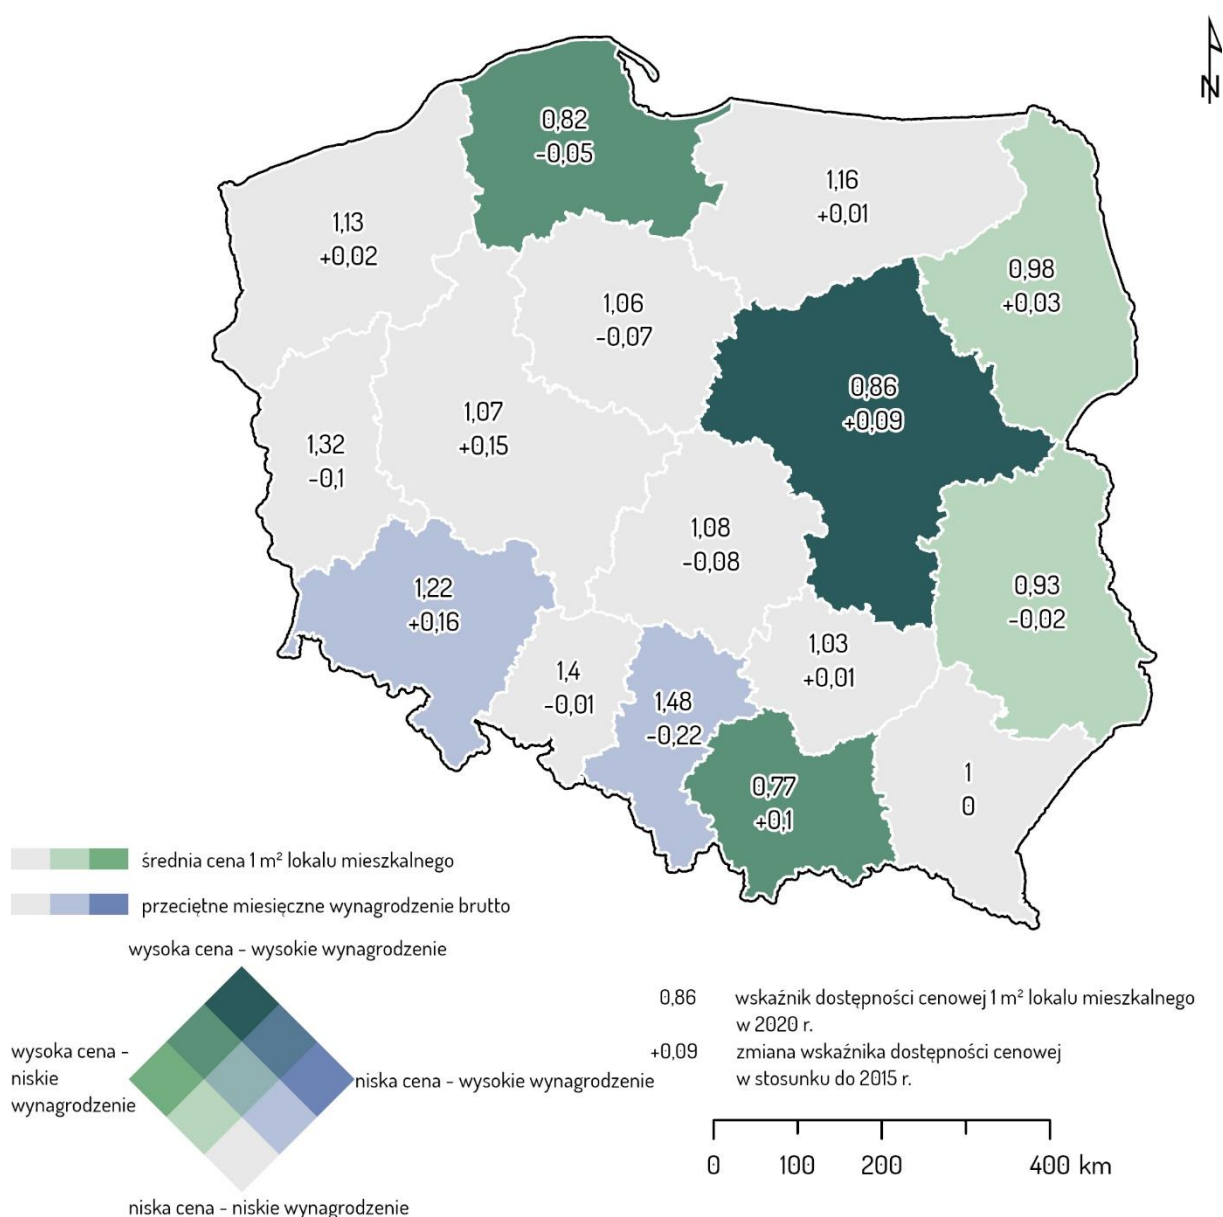 N
0,82
-0,05
1,16
+0,01
1,13
+0,02
0,98
+0,03
1,06
-0,07
0,86
+0,09
1,07
+0,15
1,32
-0,1
1,08
-0,08
1,22
+0,16
0,93
-0,02
1,03
+0,01
1,4
-0,01
1,48
-0,22
0,77
+0,1
1
0
średnia cena 1 m² lokalu mieszkalnego
przeciętne miesięczne wynagrodzenie brutto
wysoka cena - wysokie wynagrodzenie
wysoka cena -
niskie
wynagrodzenie
niska cena - wysokie wynagrodzenie
niska cena - niskie wynagrodzenie
0,86 wskaźnik dostępności cenowej 1 m² lokalu mieszkalnego
w 2020 r.
+0,09 zmiana wskaźnika dostępności cenowej
w stosunku do 2015 r.
0 100 200 400 km